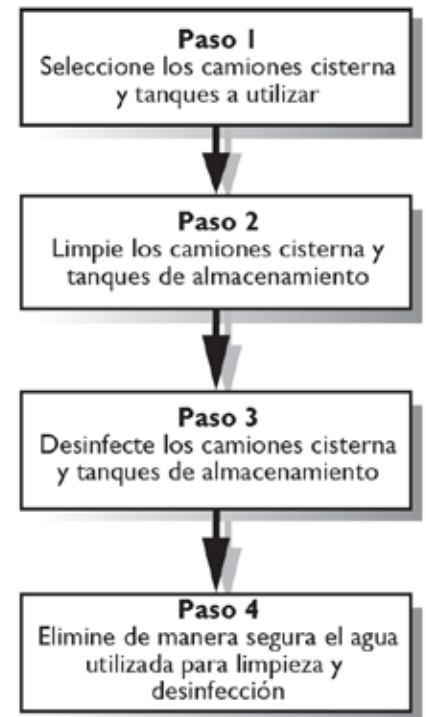 Paso 1
Seleccione los camiones cisterna
y tanques a utilizar
Paso 2
Limpie los camiones cisterna y
tanques de almacenamiento
Paso 3
Desinfecte los camiones cisterna
y tanques de almacenamiento
Paso 4
Elimine de manera segura el agua
utilizada para limpieza y
desinfección